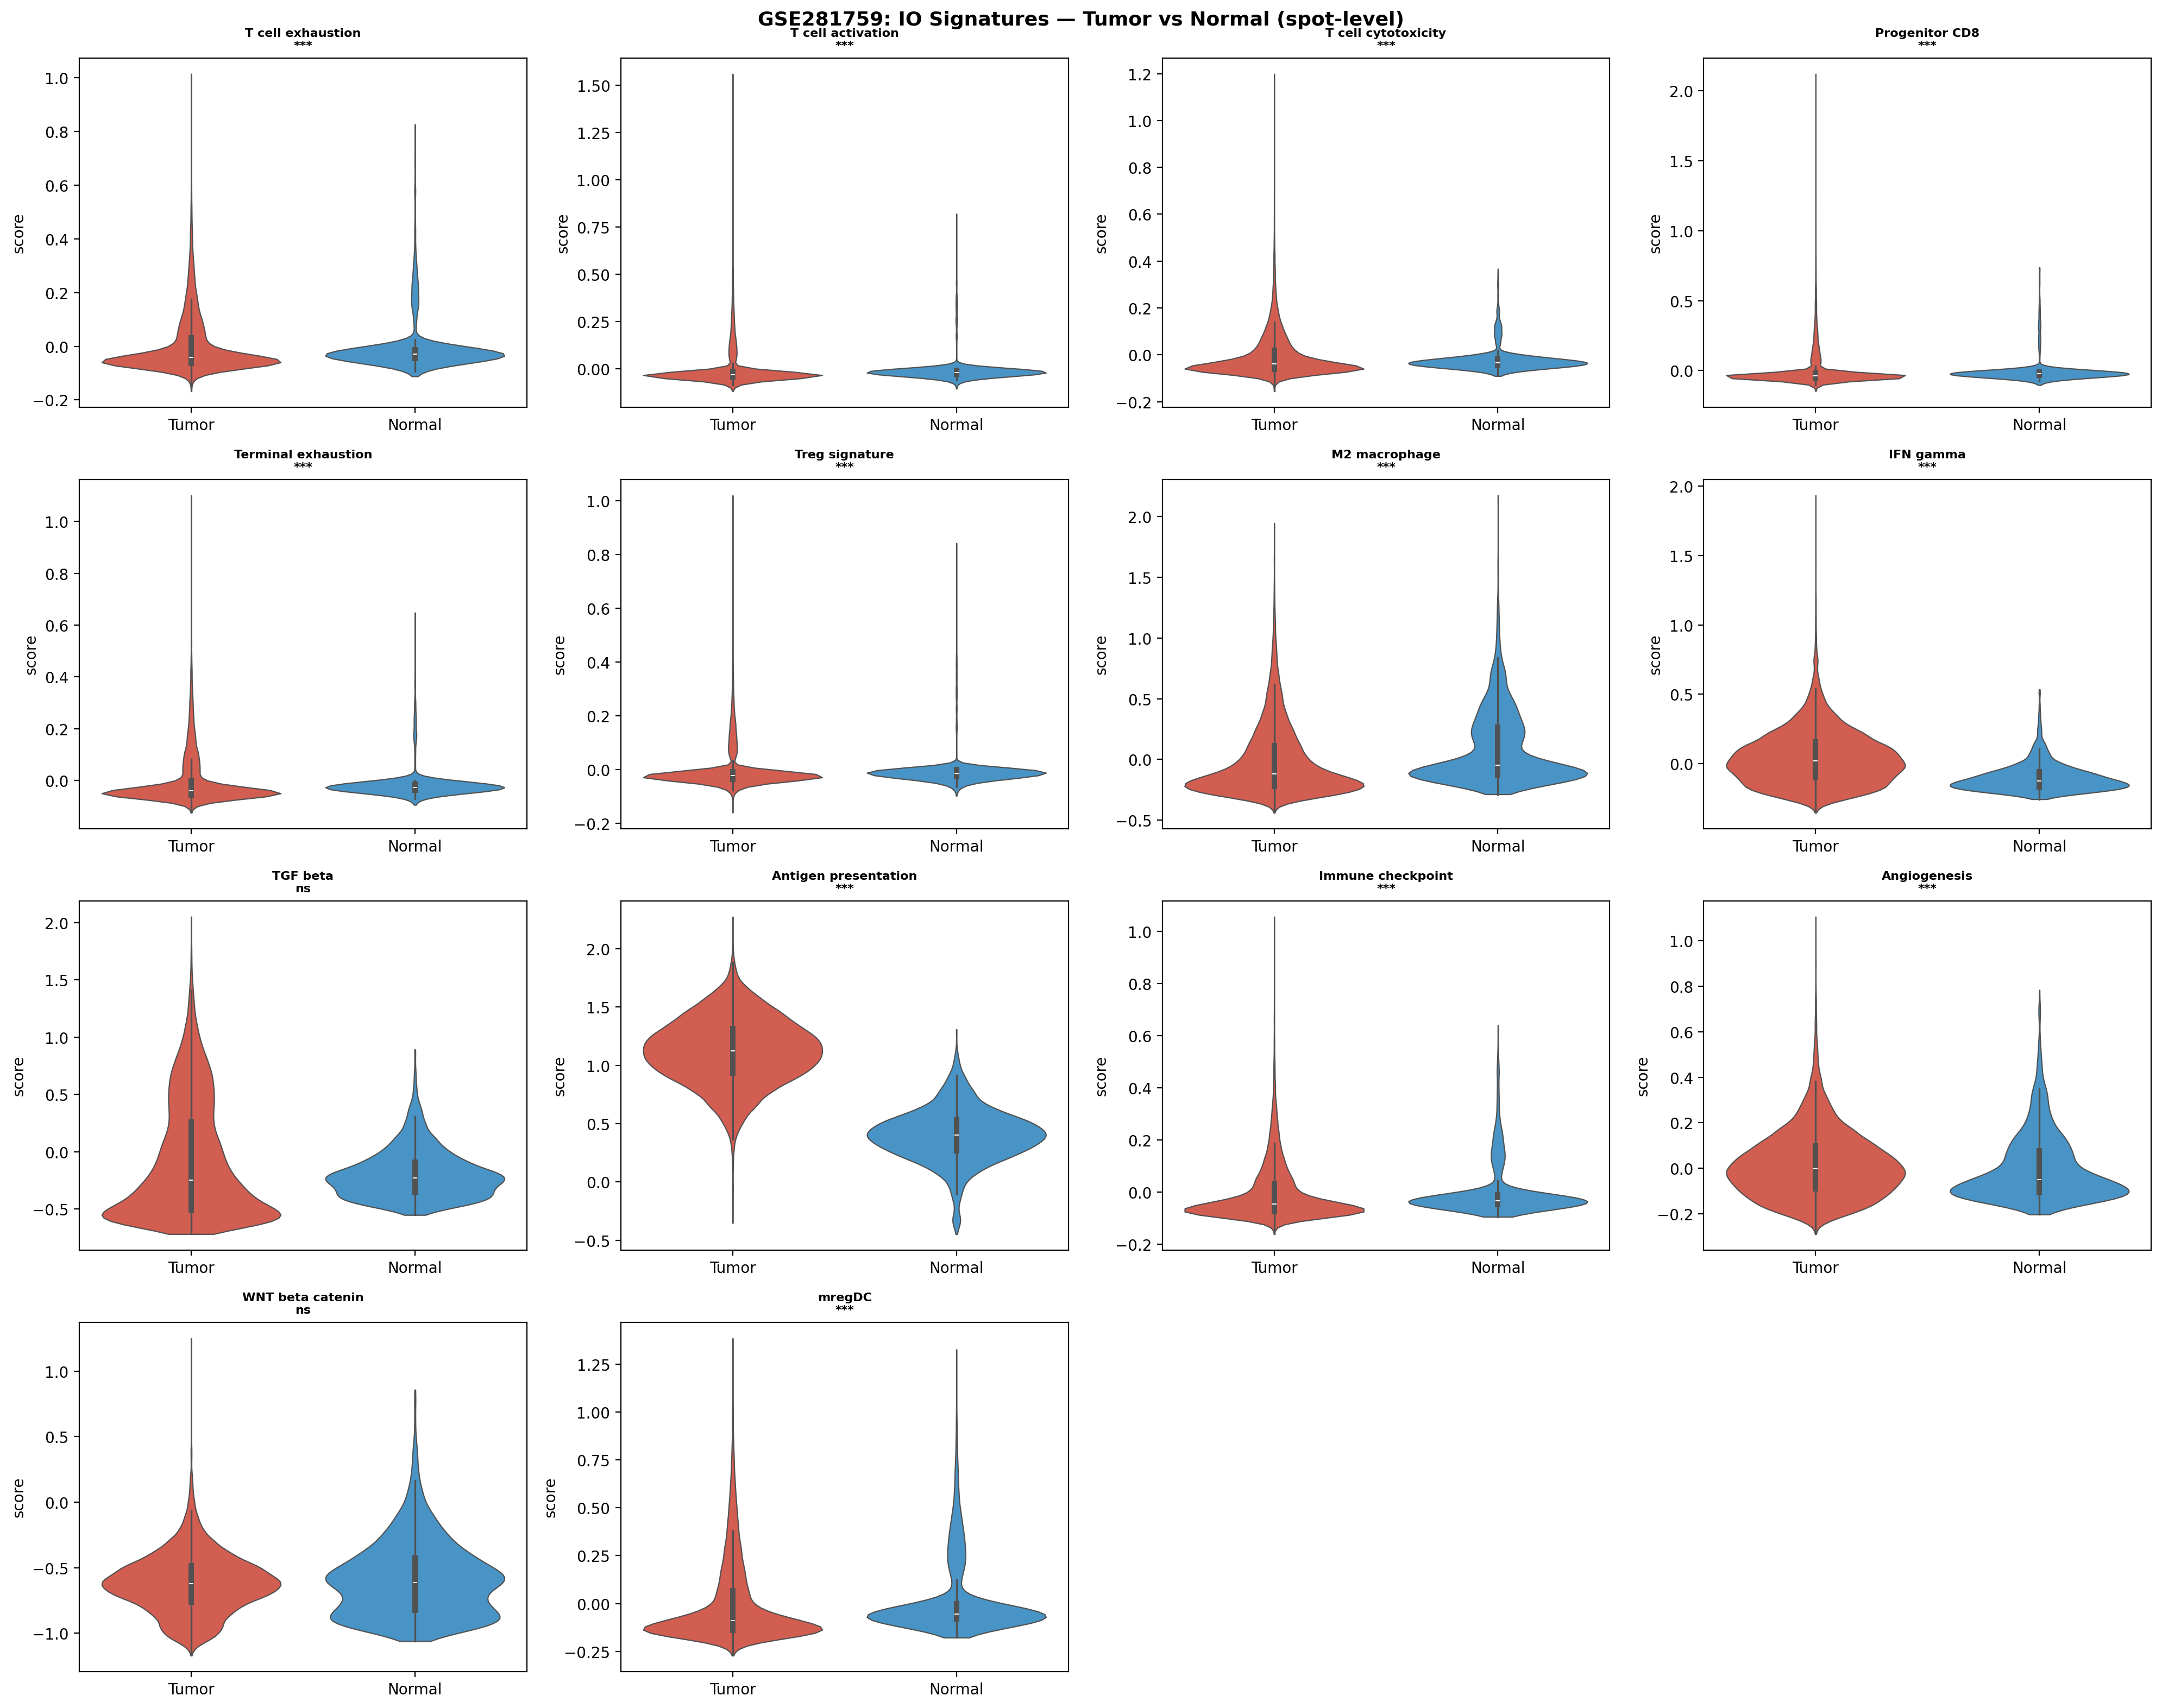 GSE281759: IO Signatures — Tumor vs Normal (spot-level)
T cell exhaustion
***
score
1.0
0.8
0.6
0.4
0.2
0.0
−0.2
Tumor Normal
T cell activation
***
score
1.50
1.25
1.00
0.75
0.50
0.25
0.00
Tumor Normal
T cell cytotoxicity
***
score
1.2
1.0
0.8
0.6
0.4
0.2
0.0
−0.2
Tumor Normal
Progenitor CD8
***
score
2.0
1.5
1.0
0.5
0.0
Tumor Normal
Terminal exhaustion
***
score
1.0
0.8
0.6
0.4
0.2
0.0
Tumor Normal
Treg signature
***
score
1.0
0.8
0.6
0.4
0.2
0.0
−0.2
Tumor Normal
M2 macrophage
***
score
2.0
1.5
1.0
0.5
0.0
−0.5
Tumor Normal
IFN gamma
***
score
2.0
1.5
1.0
0.5
0.0
Tumor Normal
TGF beta
ns
score
2.0
1.5
1.0
0.5
0.0
−0.5
Tumor Normal
Antigen presentation
***
score
2.0
1.5
1.0
0.5
0.0
−0.5
Tumor Normal
Immune checkpoint
***
score
1.0
0.8
0.6
0.4
0.2
0.0
−0.2
Tumor Normal
Angiogenesis
***
score
1.0
0.8
0.6
0.4
0.2
0.0
−0.2
Tumor Normal
WNT beta catenin
ns
score
1.0
0.5
0.0
−0.5
−1.0
Tumor Normal
mregDC
***
score
1.25
1.00
0.75
0.50
0.25
0.00
−0.25
Tumor Normal